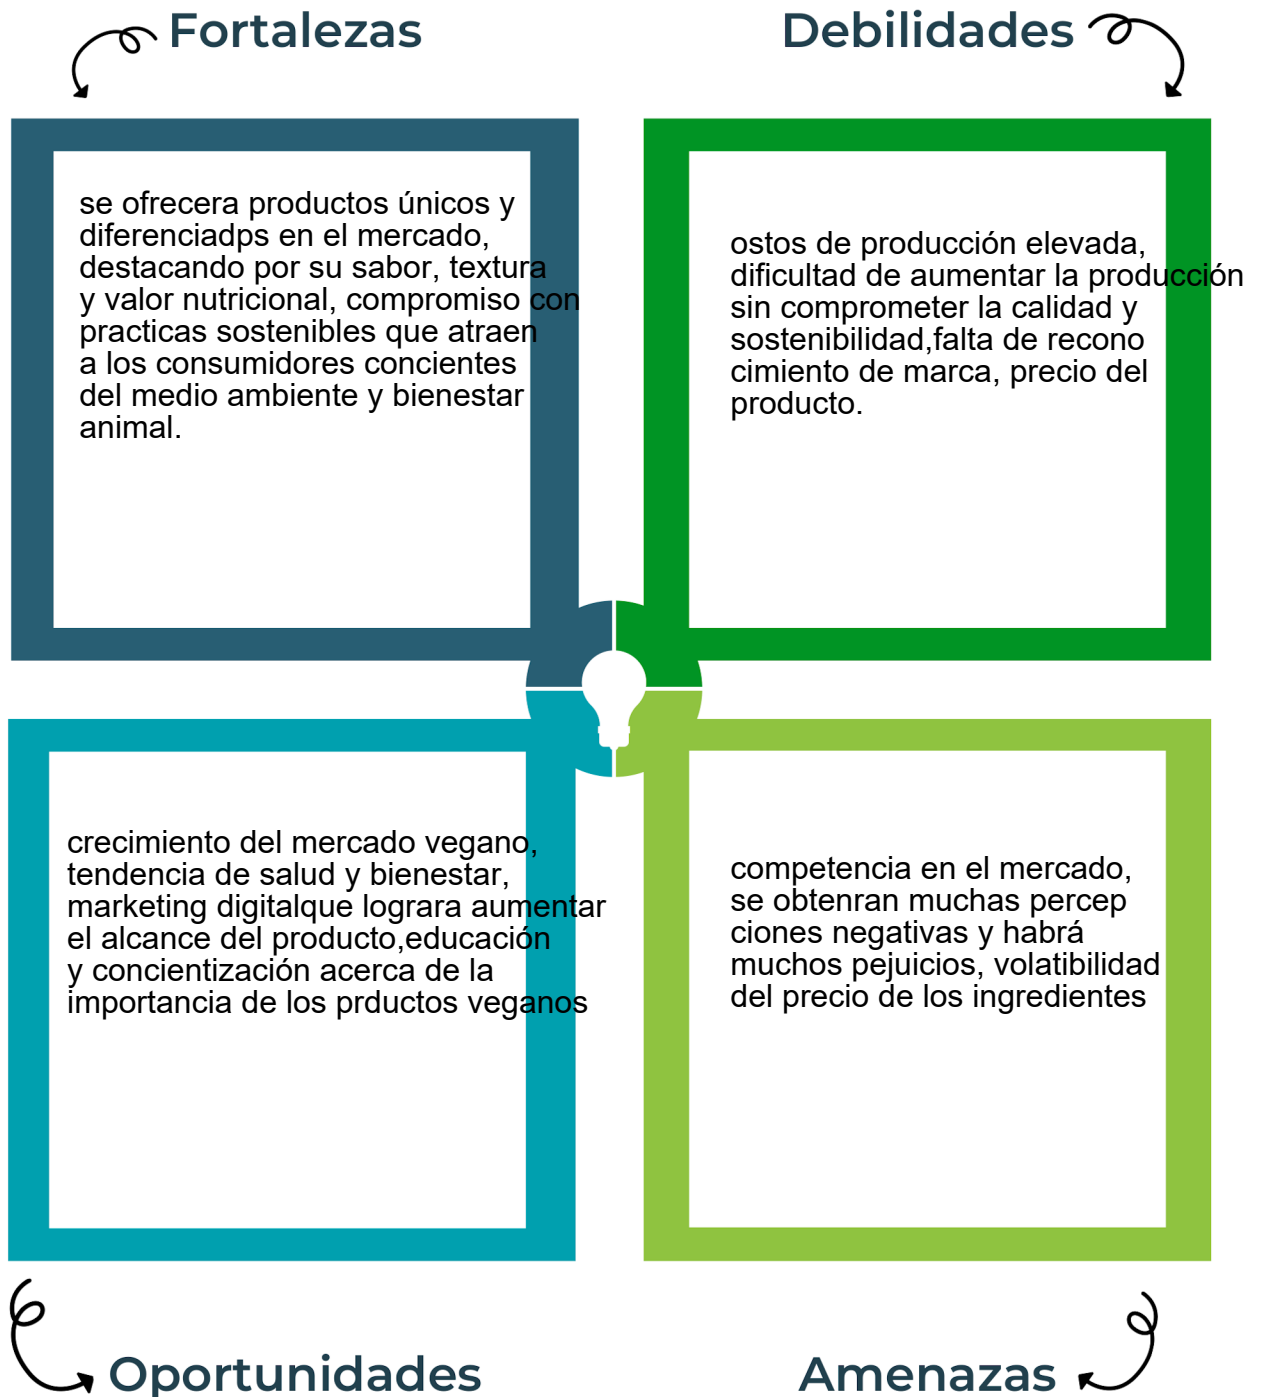 Fortalezas
se ofrecera productos únicos y
diferenciadps en el mercado,
destacando por su sabor, textura
y valor nutricional, compromiso con
practicas sostenibles que atraen
a los consumidores concientes
del medio ambiente y bienestar
animal.
Debilidades
ostos de producción elevada,
dificultad de aumentar la producción
sin comprometer la calidad y
sostenibilidad,falta de recono
cimiento de marca, precio del
producto.
crecimiento del mercado vegano,
tendencia de salud y bienestar,
marketing digitalque lograra aumentar
el alcance del producto,educación
y concientización acerca de la
importancia de los prductos veganos
Oportunidades
competencia en el mercado,
se obtenran muchas percep
ciones negativas y habrá
muchos pejuicios, volatibilidad
del precio de los ingredientes
Amenazas